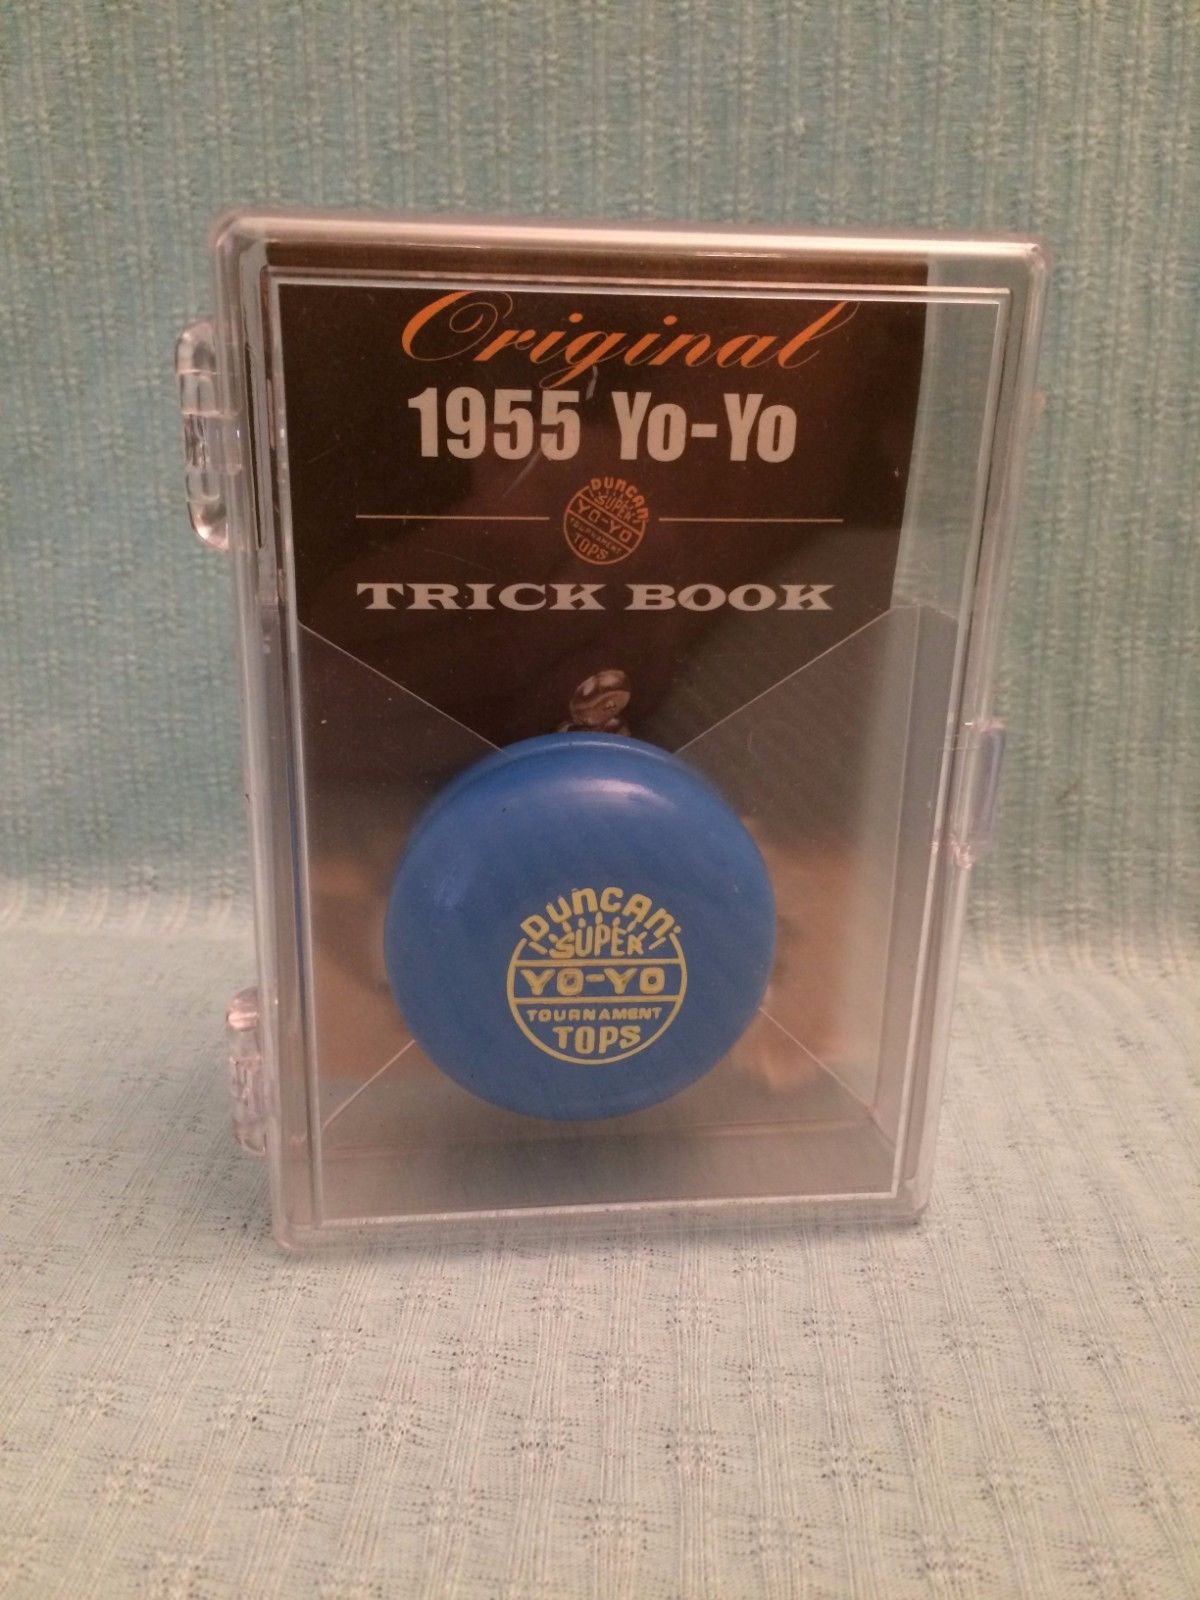 Original
1955 Yo-Yo
DUNCAN
SUPER
YO-YO
TOURNAMENT
TOPS
TRICK BOOK
DUNCAN
SUPER
YO-YO
TOURNAMENT
TOPS